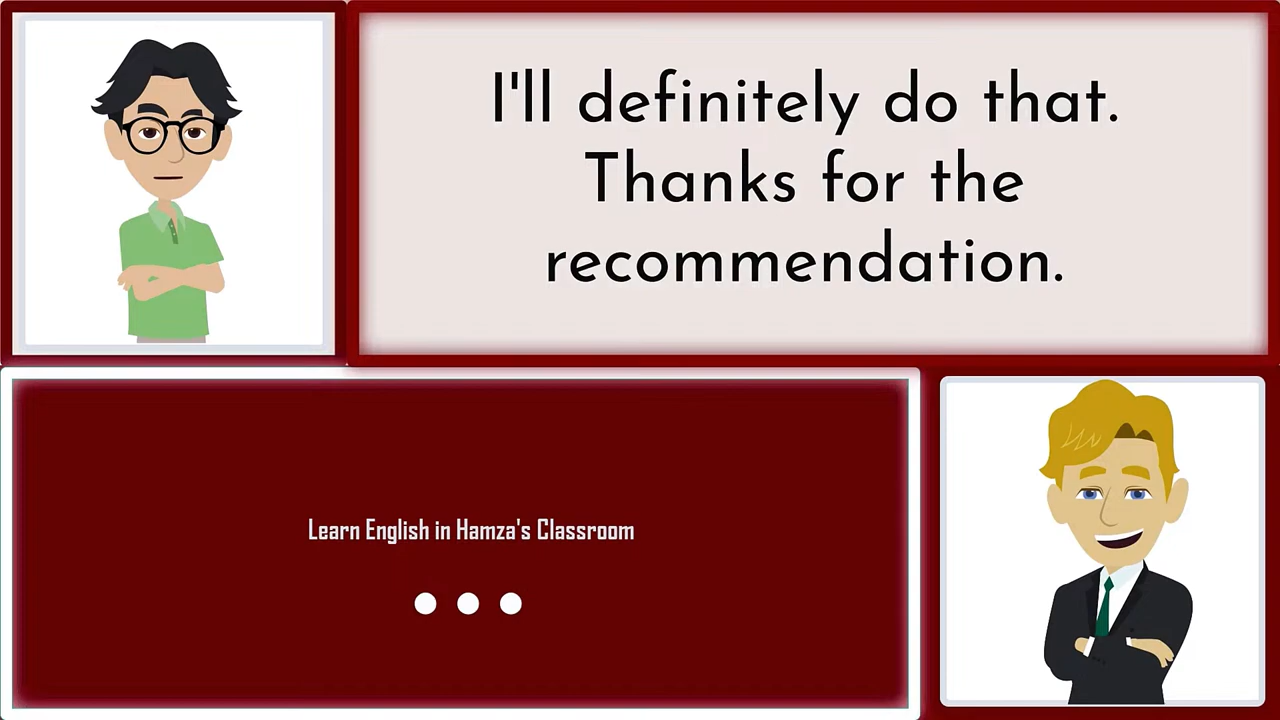 I'll definitely do that.
Thanks for the
recommendation.
Learn English in Hamza's Classroom